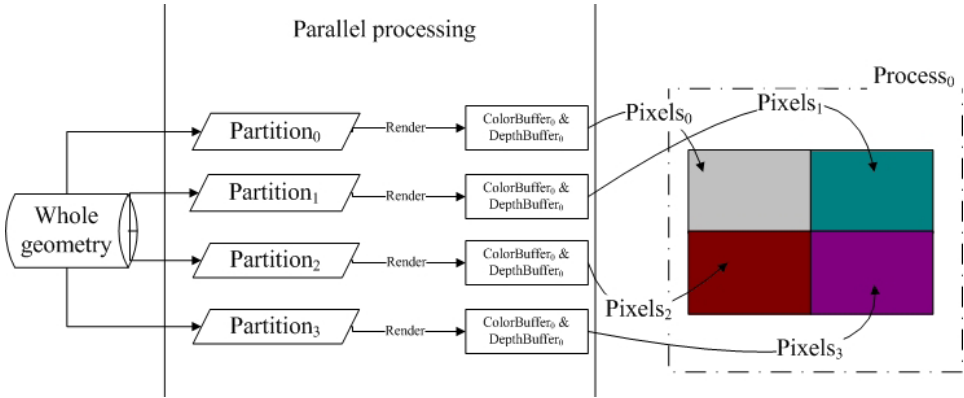 Parallel processing
Process₀
Whole
geometry
Partition₀
Render
ColorBuffer₀ &
DepthBuffer₀
Pixels₀
Pixels₁
Partition₁
Render
ColorBuffer₀ &
DepthBuffer₀
Partition₂
Render
ColorBuffer₀ &
DepthBuffer₀
Pixels₂
Partition₃
Render
ColorBuffer₀ &
DepthBuffer₀
Pixels₃